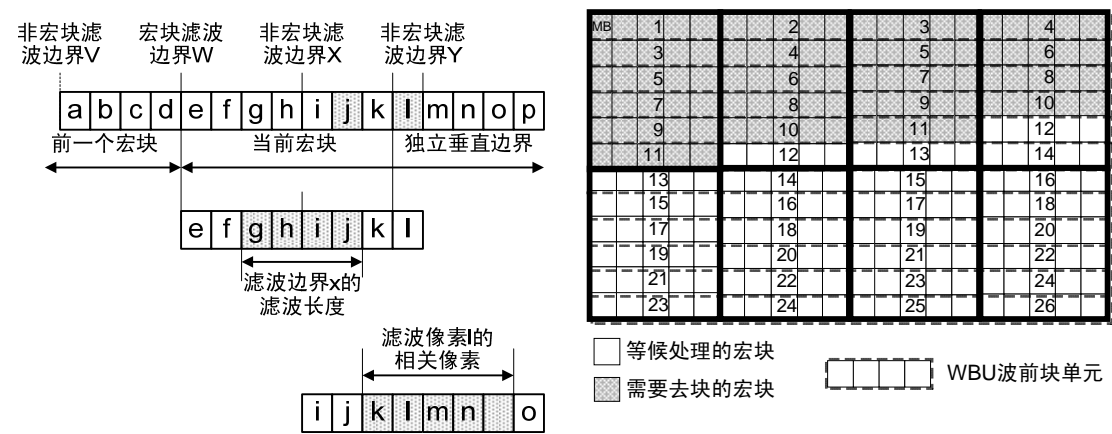 非宏块滤
波边界V
宏块滤波
边界W
非宏块滤
波边界X
非宏块滤
波边界Y
a b c d e f g h i j k l m n o p
前一个宏块
当前宏块
独立垂直边界
e f g h i j k l
滤波边界x的
滤波长度
滤波像素l的
相关像素
i j k l m n o
MB 1 2 3 4
3 4 5 6
5 6 7 8
7 8 9 10
9 10 11 12
11 12 13 14
13 14 15 16
15 16 17 18
17 18 19 20
19 20 21 22
21 22 23 24
23 24 25 26
等候处理的宏块
需要去块的宏块
WBU波前块单元